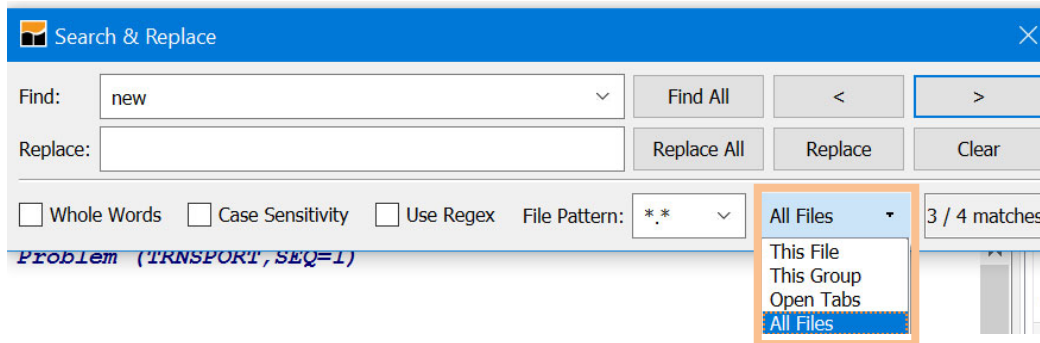 Search & Replace
Find: new Find All < >
Replace: Replace All Replace Clear
Whole Words Case Sensitivity Use Regex File Pattern: *.* All Files 3 / 4 matches
Problem (TRNSPORT,SEQ=1)
This File
This Group
Open Tabs
All Files